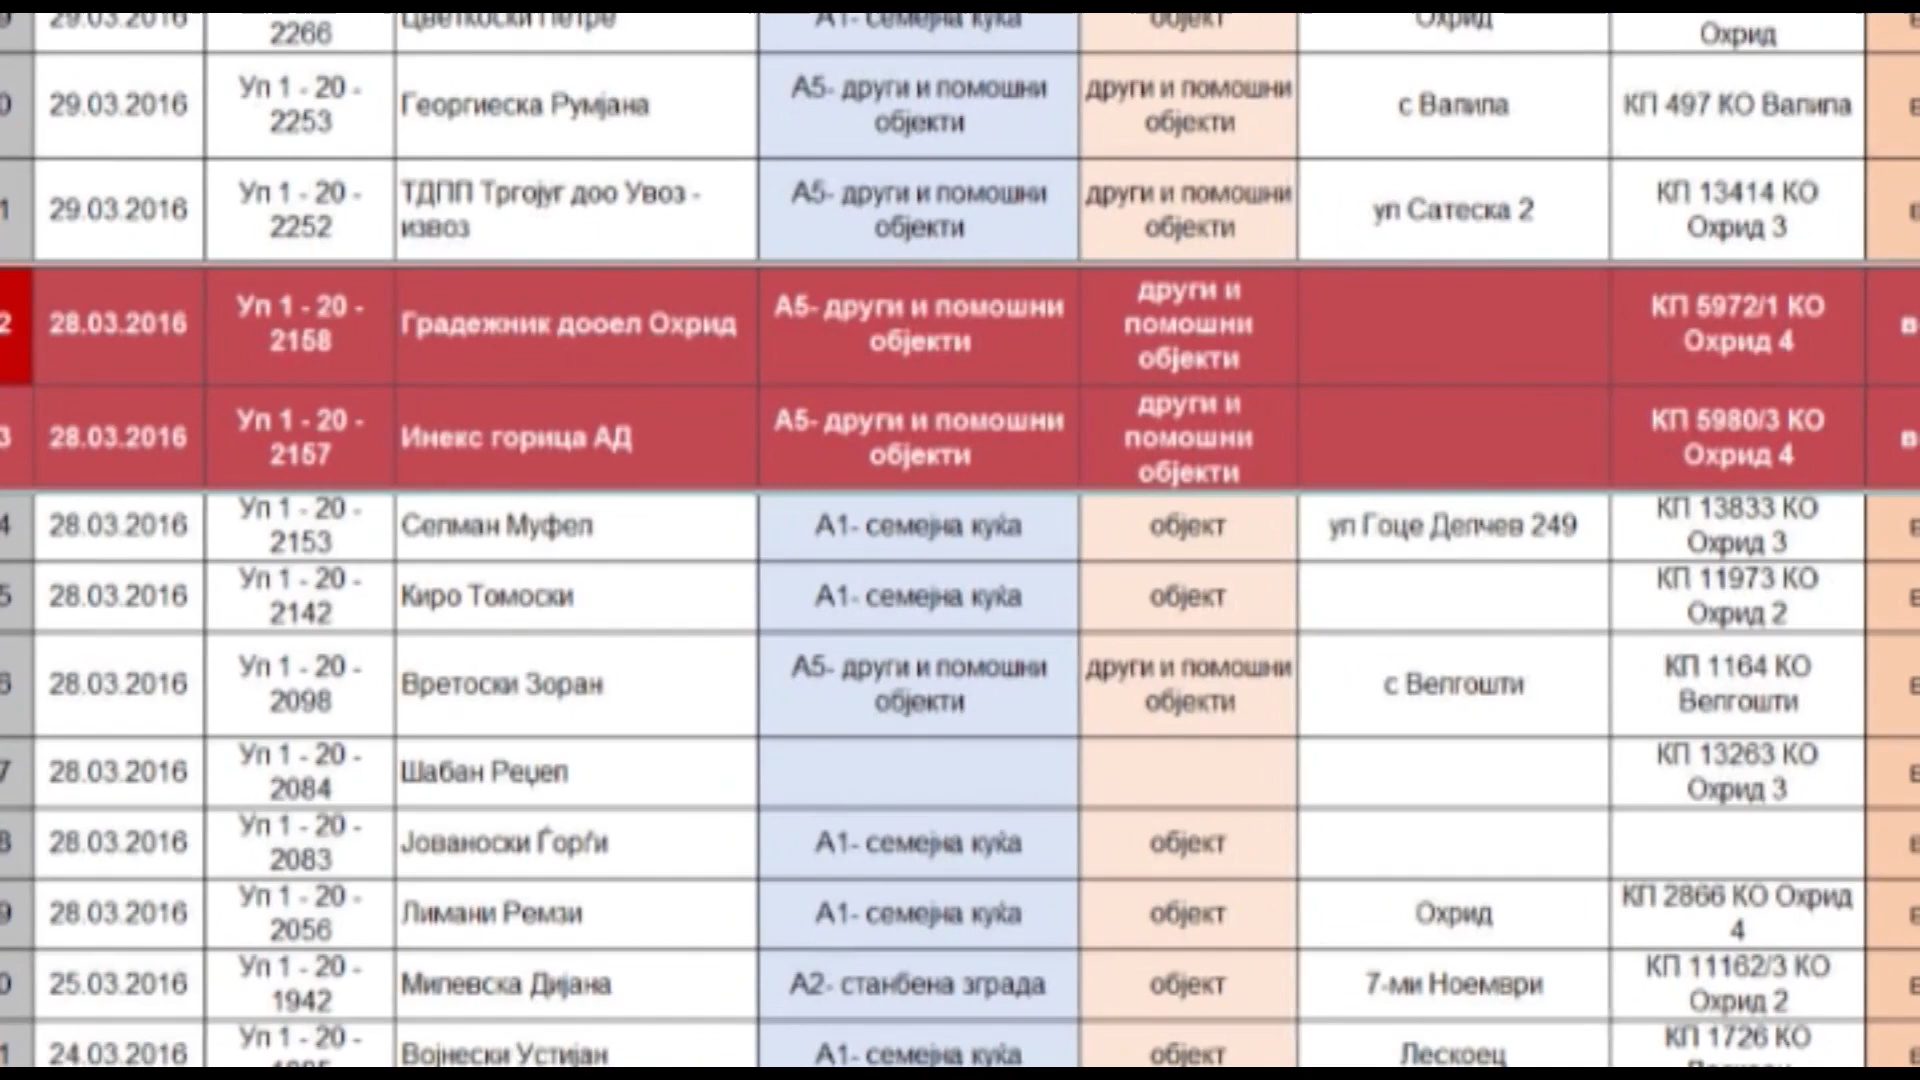 29.03.2016 2266 Цветкоски Петре А1- семејна куќа објект Охрид Охрид
29.03.2016 Уп 1 - 20 - 2253 Георгиеска Румјана А5- други и помошни објекти други и помошни објекти с Вапила КП 497 КО Вапила
29.03.2016 Уп 1 - 20 - 2252 ТДПП Тргојуг доо Увоз - извоз А5- други и помошни објекти други и помошни објекти ул Сатеска 2 КП 13414 КО Охрид 3
28.03.2016 Уп 1 - 20 - 2158 Градежник дооел Охрид А5- други и помошни објекти други и помошни објекти КП 5972/1 КО Охрид 4
28.03.2016 Уп 1 - 20 - 2157 Инекс горица АД А5- други и помошни објекти други и помошни објекти КП 5980/3 КО Охрид 4
28.03.2016 Уп 1 - 20 - 2153 Селман Муфел А1- семејна куќа објект ул Гоце Делчев 249 КП 13833 КО Охрид 3
28.03.2016 Уп 1 - 20 - 2142 Киро Томоски А1- семејна куќа објект КП 11973 КО Охрид 2
28.03.2016 Уп 1 - 20 - 2098 Вретоски Зоран А5- други и помошни објекти други и помошни објекти с Велгошти КП 1164 КО Велгошти
28.03.2016 Уп 1 - 20 - 2084 Шабан Реџеп КП 13263 КО Охрид 3
28.03.2016 Уп 1 - 20 - 2083 Јованоски Ѓорѓи А1- семејна куќа објект
28.03.2016 Уп 1 - 20 - 2056 Лимани Ремзи А1- семејна куќа објект Охрид КП 2866 КО Охрид 4
25.03.2016 Уп 1 - 20 - 1942 Милевска Дијана А2- станбена зграда објект 7-ми Ноември КП 11162/3 КО Охрид 2
24.03.2016 Уп 1 - 20 - Војнески Устијан А1- семејна куќа објект Лескоец КП 1726 КО